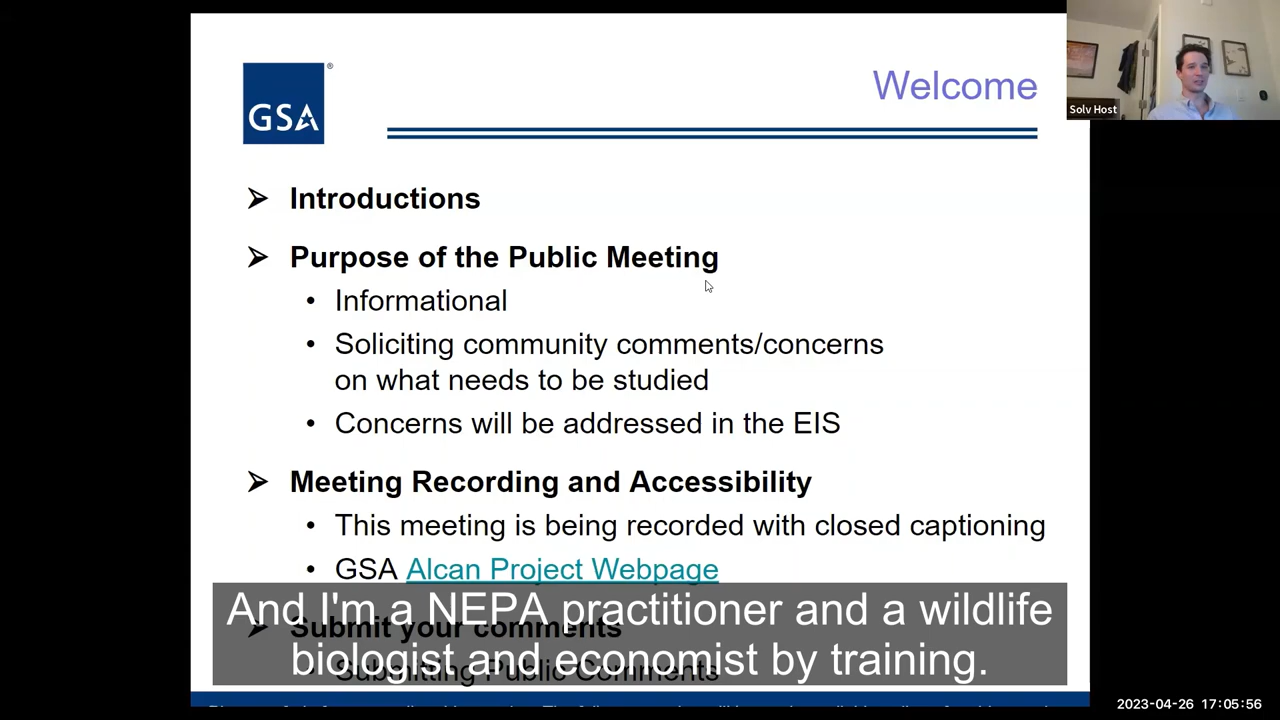 GSA
®
Welcome
Solv Host
Introductions
Purpose of the Public Meeting
• Informational
• Soliciting community comments/concerns
on what needs to be studied
• Concerns will be addressed in the EIS
Meeting Recording and Accessibility
• This meeting is being recorded with closed captioning
• GSA Alcan Project Webpage
Submit your comments
• Submitting Public Comments
And I'm a NEPA practitioner and a wildlife
biologist and economist by training.
2023-04-26 17:05:56